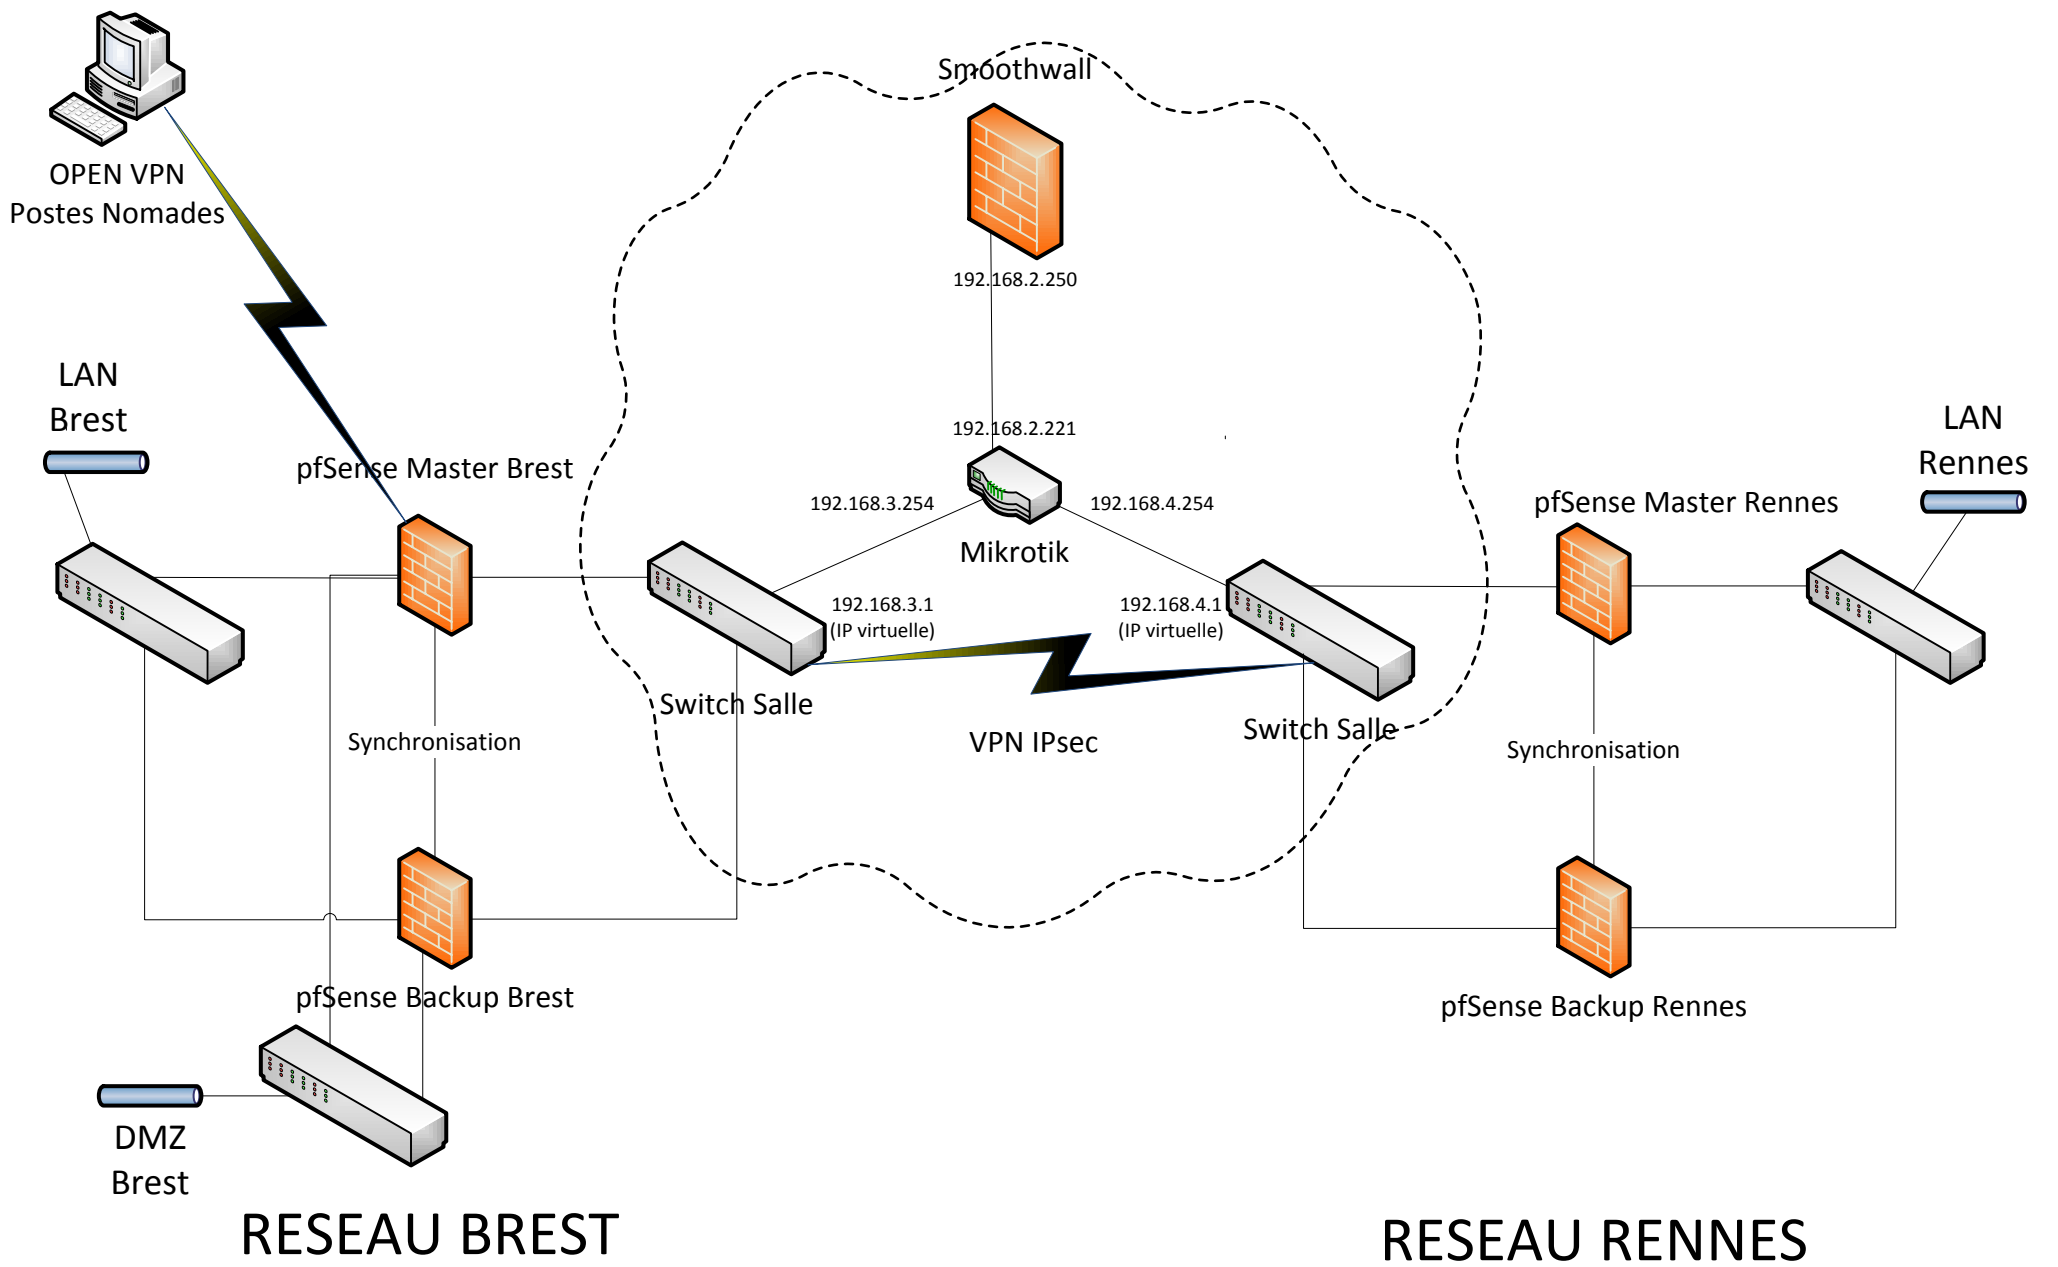 Smoothwall
OPEN VPN
Postes Nomades
192.168.2.250
LAN
Brest
192.168.2.221
LAN
Rennes
pfSense Master Brest
192.168.3.254
192.168.4.254
pfSense Master Rennes
Mikrotik
192.168.3.1
(IP virtuelle)
192.168.4.1
(IP virtuelle)
Switch Salle
Switch Salle
VPN IPsec
Synchronisation
Synchronisation
pfSense Backup Brest
pfSense Backup Rennes
DMZ
Brest
RESEAU BREST
RESEAU RENNES